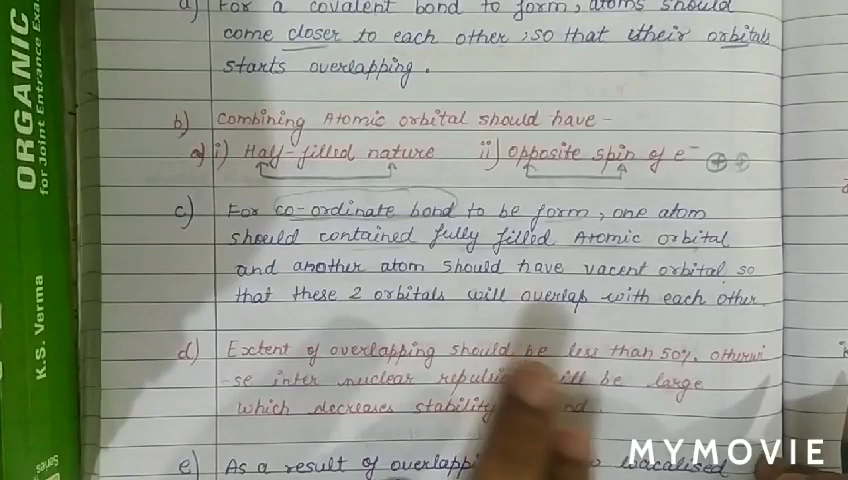 ORGANIC
for Joint Entrance Exa
K.S. Verma
Series
a) For a covalent bond to form, atoms should
come closer to each other, so that their orbitals
starts overlapping.
b) Combining Atomic orbital should have-
i) Half-filled nature ii) opposite spin of e⁻ ⊕
c) For co-ordinate bond to be form, one atom
should contained fully filled Atomic orbital
and another atom should have vacent orbital so
that these 2 orbitals will overlap with each other
d) Extent of overlapping should be less than 50%. Otherwi
-se inter nuclear repulsi ill be large
which decreases stability nd.
e) As a result of overlappi localised
MYMOVIE